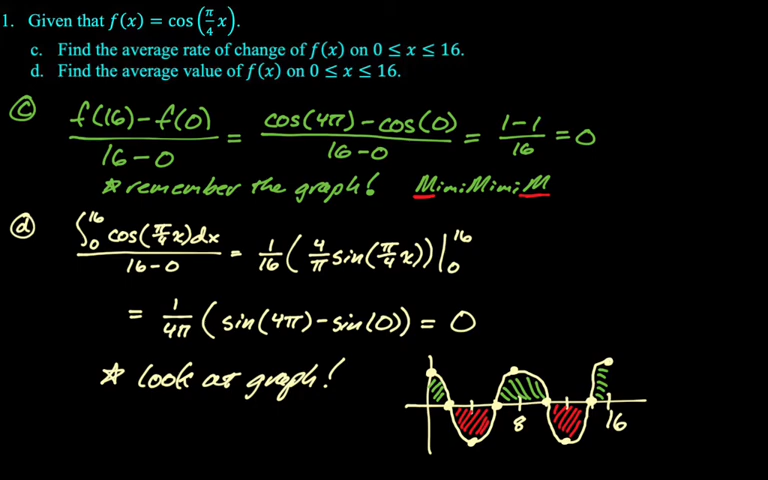 1. Given that f(x) = cos(π/4 x).
c. Find the average rate of change of f(x) on 0 ≤ x ≤ 16.
d. Find the average value of f(x) on 0 ≤ x ≤ 16.
ⓒ (f(16) - f(0))/(16 - 0) = (cos(4π) - cos(0))/(16 - 0) = (1 - 1)/16 = 0
☆ remember the graph! MiniMiniM
ⓓ (∫₀¹⁶ cos(π/4 x)dx)/(16 - 0) = 1/16 (4/π sin(π/4 x))|₀¹⁶
= 1/4π (sin(4π) - sin(0)) = 0
☆ look at graph!
8 16